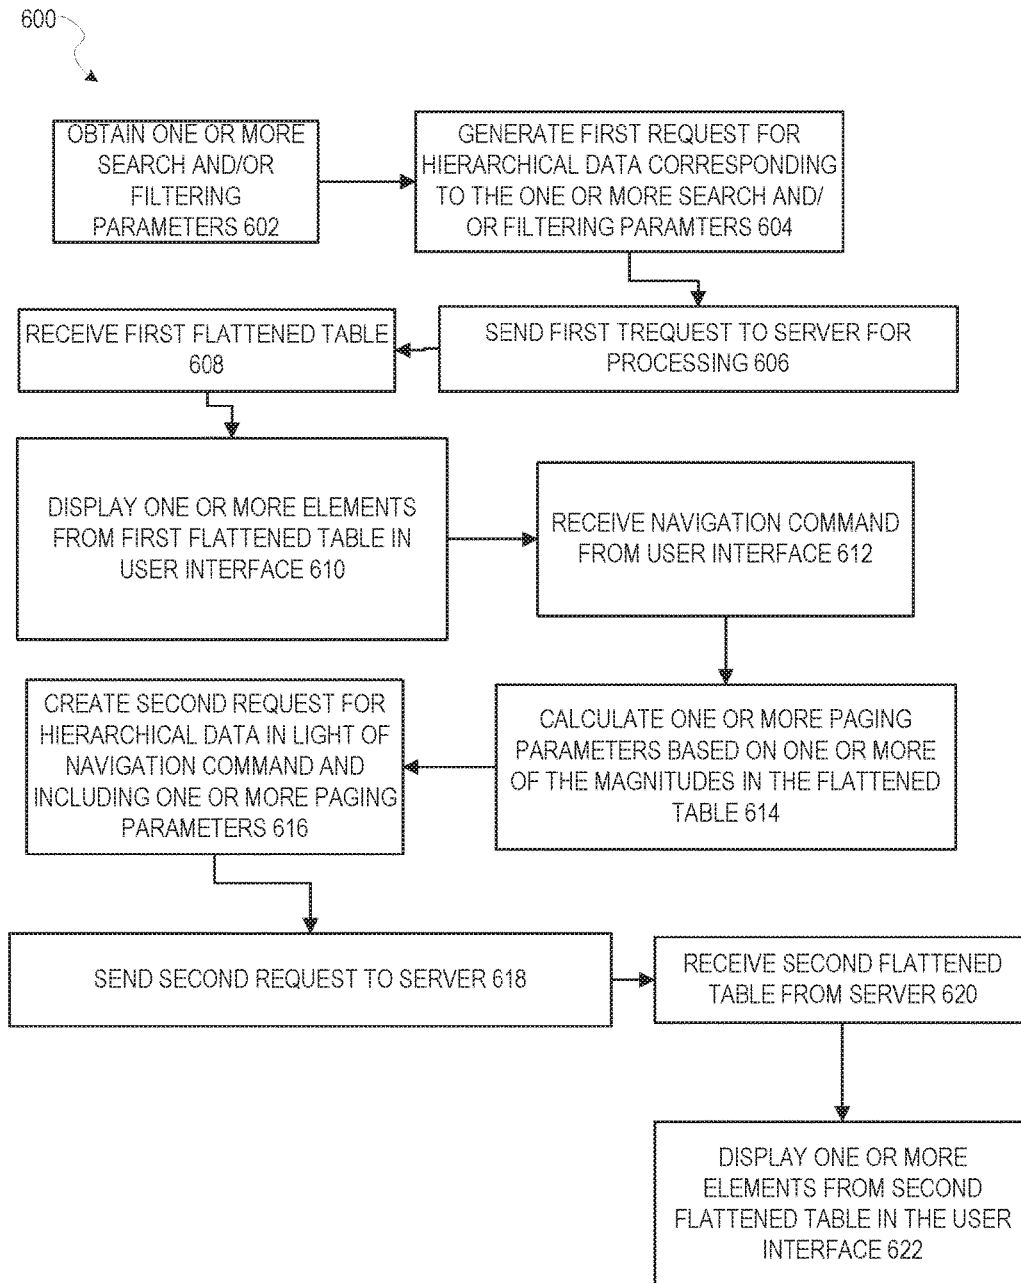 600
OBTAIN ONE OR MORE
SEARCH AND/OR
FILTERING
PARAMETERS 602
GENERATE FIRST REQUEST FOR
HIERARCHICAL DATA CORRESPONDING
TO THE ONE OR MORE SEARCH AND/
OR FILTERING PARAMTERS 604
SEND FIRST TREQUEST TO SERVER FOR
PROCESSING 606
RECEIVE FIRST FLATTENED TABLE
608
DISPLAY ONE OR MORE ELEMENTS
FROM FIRST FLATTENED TABLE IN
USER INTERFACE 610
RECEIVE NAVIGATION COMMAND
FROM USER INTERFACE 612
CALCULATE ONE OR MORE PAGING
PARAMETERS BASED ON ONE OR MORE
OF THE MAGNITUDES IN THE FLATTENED
TABLE 614
CREATE SECOND REQUEST FOR
HIERARCHICAL DATA IN LIGHT OF
NAVIGATION COMMAND AND
INCLUDING ONE OR MORE PAGING
PARAMETERS 616
SEND SECOND REQUEST TO SERVER 618
RECEIVE SECOND FLATTENED
TABLE FROM SERVER 620
DISPLAY ONE OR MORE
ELEMENTS FROM SECOND
FLATTENED TABLE IN THE USER
INTERFACE 622